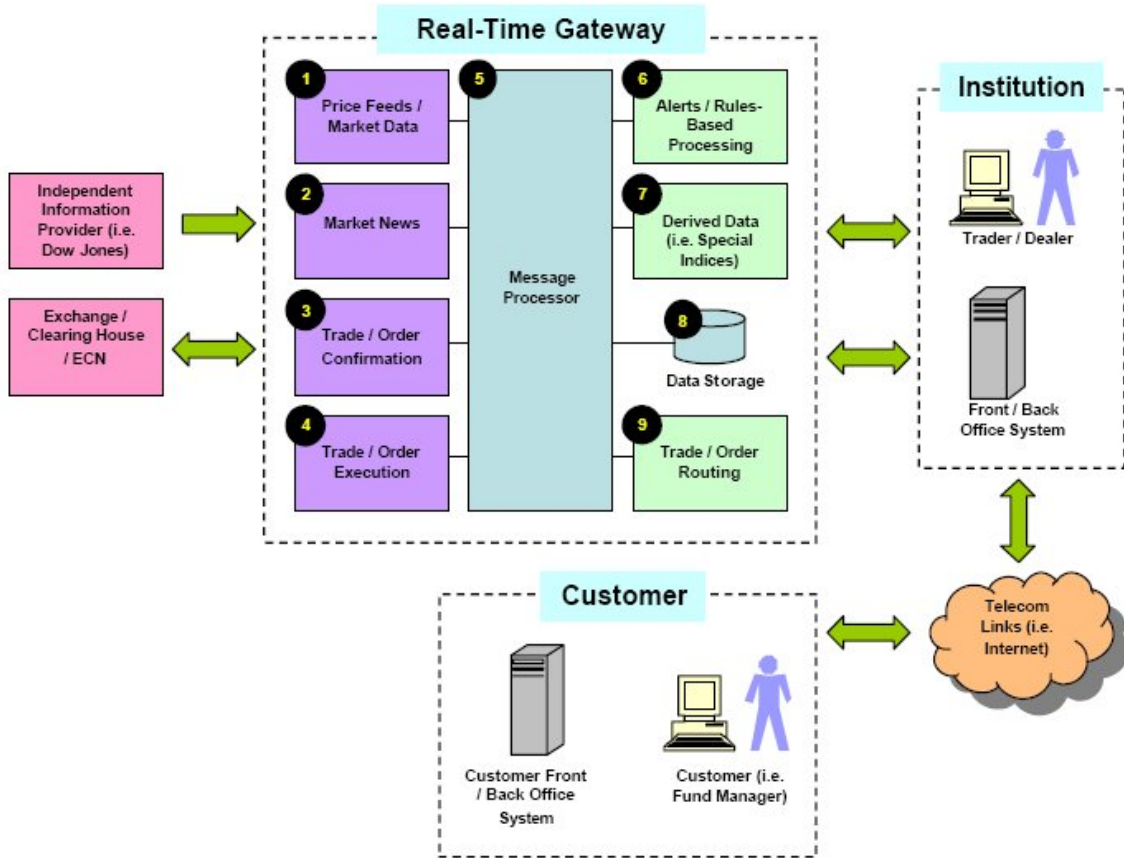 Real-Time Gateway
1
Price Feeds /
Market Data
2
Market News
3
Trade / Order
Confirmation
4
Trade / Order
Execution
5
Message
Processor
6
Alerts / Rules-
Based
Processing
7
Derived Data
(i.e. Special
Indices)
8
Data Storage
9
Trade / Order
Routing
Independent
Information
Provider (i.e.
Dow Jones)
Exchange /
Clearing House
/ ECN
Institution
Trader / Dealer
Front / Back
Office System
Telecom
Links (i.e.
Internet)
Customer
Customer Front
/ Back Office
System
Customer (i.e.
Fund Manager)